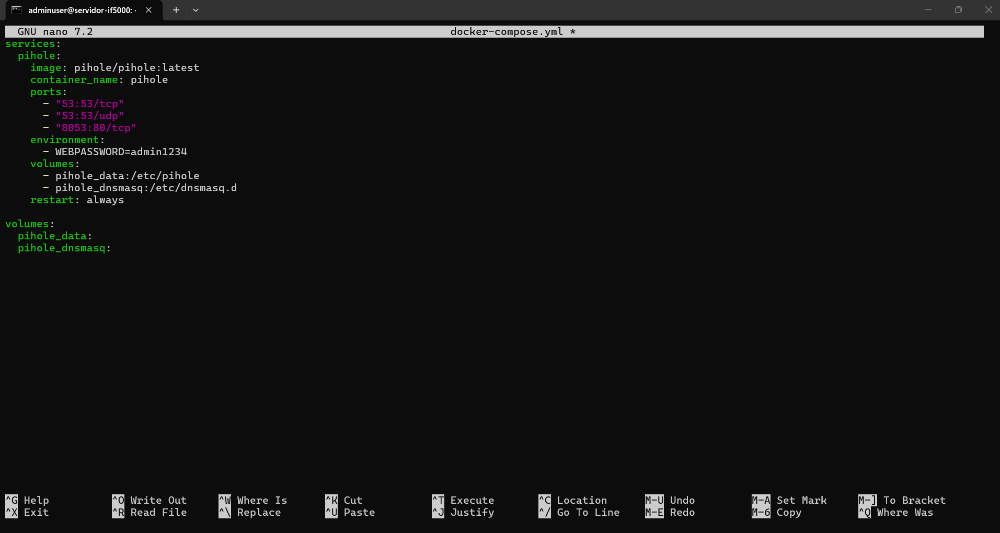 adminuser@servidor-if5000:
GNU nano 7.2 docker-compose.yml *
services:
  pihole:
    image: pihole/pihole:latest
    container_name: pihole
    ports:
      - "53:53/tcp"
      - "53:53/udp"
      - "8053:80/tcp"
    environment:
      - WEBPASSWORD=admin1234
    volumes:
      - pihole_data:/etc/pihole
      - pihole_dnsmasq:/etc/dnsmasq.d
    restart: always

volumes:
  pihole_data:
  pihole_dnsmasq:
^G Help ^O Write Out ^W Where Is ^K Cut ^T Execute ^C Location M-U Undo M-A Set Mark M-] To Bracket
^X Exit ^R Read File ^\ Replace ^U Paste ^J Justify ^/ Go To Line M-E Redo M-6 Copy ^Q Where Was